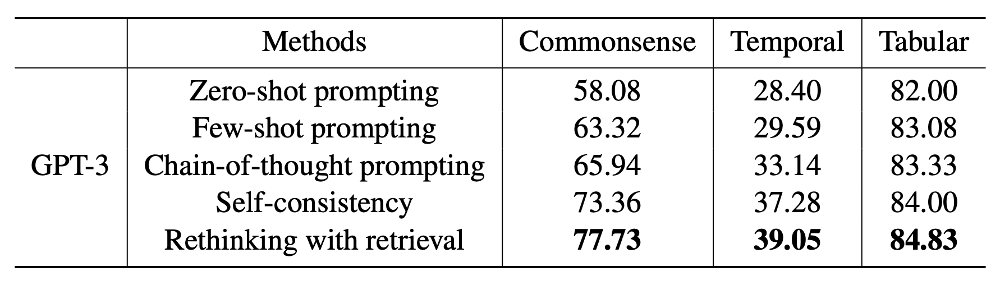 Methods Commonsense Temporal Tabular
Zero-shot prompting 58.08 28.40 82.00
Few-shot prompting 63.32 29.59 83.08
GPT-3 Chain-of-thought prompting 65.94 33.14 83.33
Self-consistency 73.36 37.28 84.00
Rethinking with retrieval 77.73 39.05 84.83